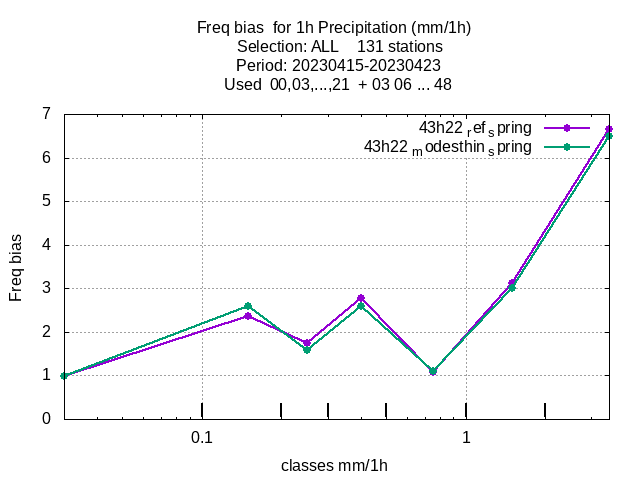 Freq bias  for 1h Precipitation (mm/1h)
Selection: ALL    131 stations
Period: 20230415-20230423
Used  00,03,...,21  + 03 06 ... 48
7
6
5
4
3
2
1
0
Freq bias
43h22 ref spring
43h22 modesthin spring
0.1
1
classes mm/1h